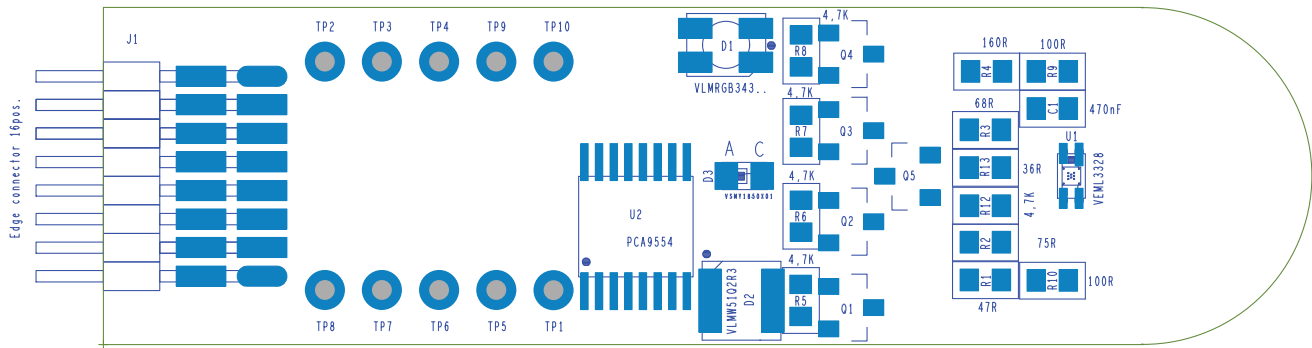 J1
Edge connector 16pos.
TP2 TP3 TP4 TP9 TP10
TP8 TP7 TP6 TP5 TP1
D1
VLMRGB343..
4,7K
R8
Q4
4,7K
R7
Q3
A C
D3
VSMY1860X01
4,7K
R6
Q2
U2
PCA9554
4,7K
VLMW51Q2R3
D2
R5
Q1
Q5
160R
R4
100R
R9
C1
470nF
68R
R3
R13
36R
R12
4,7K
R2
75R
R1
47R
R10
100R
U1
VEML3328